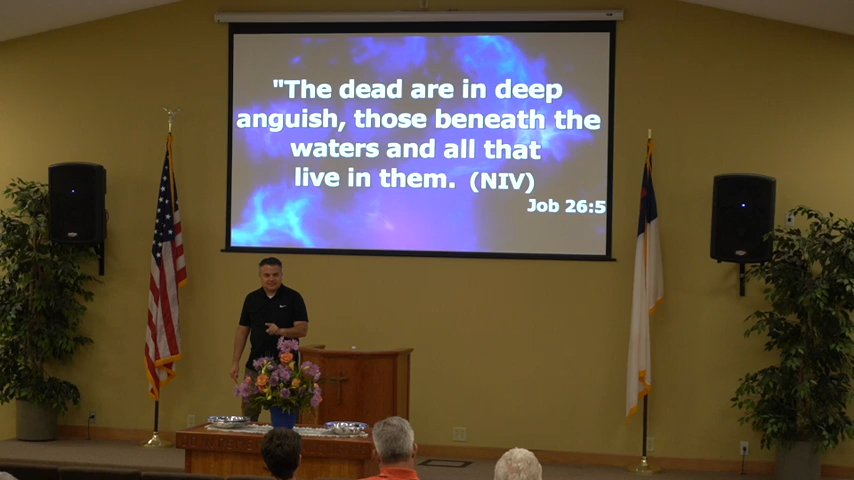 "The dead are in deep
anguish, those beneath the
waters and all that
live in them. (NIV)
Job 26:5